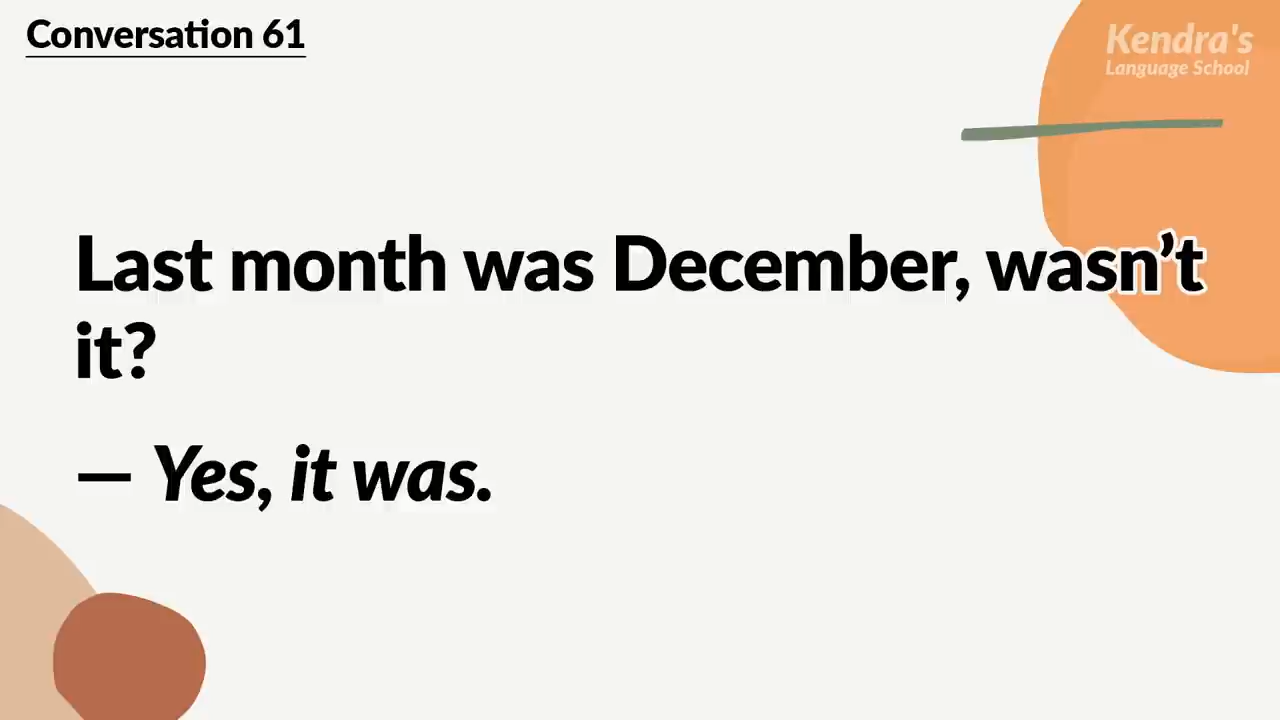 Conversation 61
Kendra's
Language School
Last month was December, wasn’t
it?
— Yes, it was.